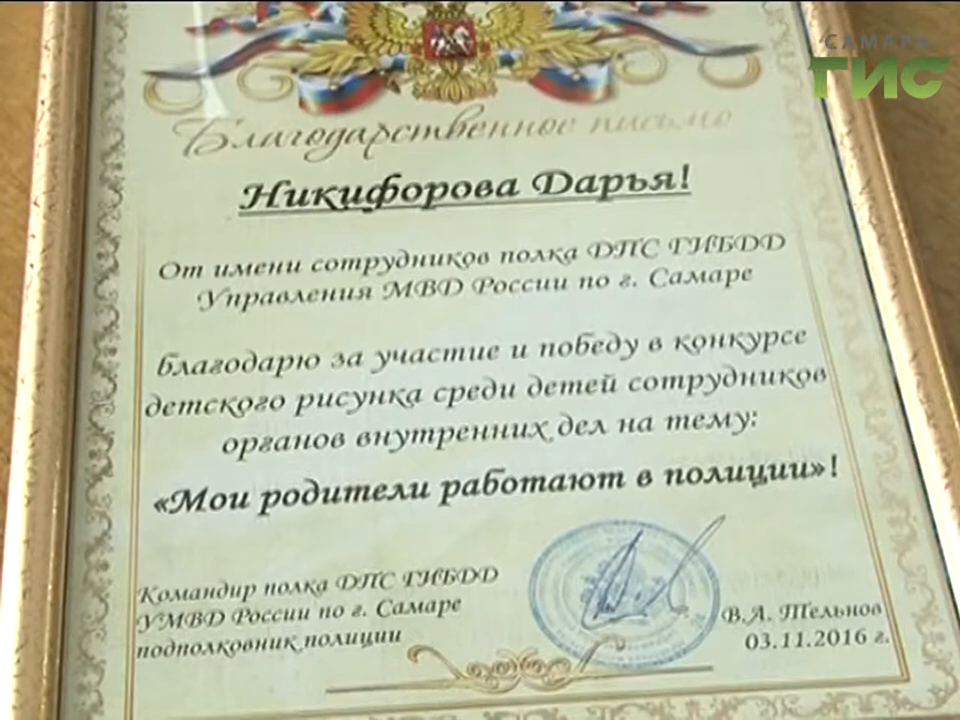 САМАРА
ГИС
Благодарственное письмо
Никифорова Дарья!
От имени сотрудников полка ДПС ГИБДД
Управления МВД России по г. Самаре
благодарю за участие и победу в конкурсе
детского рисунка среди детей сотрудников
органов внутренних дел на тему:
«Мои родители работают в полиции»!
Командир полка ДПС ГИБДД
УМВД России по г. Самаре
подполковник полиции
В.А. Тельнов
03.11.2016 г.